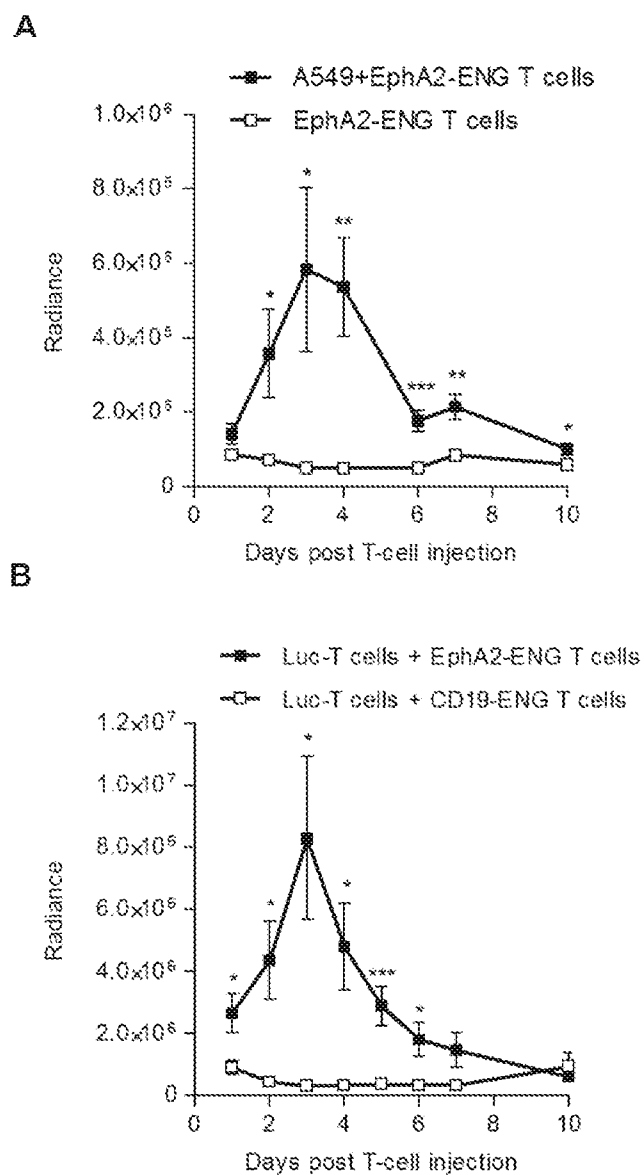 A
A549+EphA2-ENG T cells
EphA2-ENG T cells
1.0x10⁶
8.0x10⁵
6.0x10⁵
4.0x10⁵
2.0x10⁵
0
Radiance
* * ** *** ** *
0 2 4 6 8 10
Days post T-cell injection
B
Luc-T cells + EphA2-ENG T cells
Luc-T cells + CD19-ENG T cells
1.2x10⁷
1.0x10⁷
8.0x10⁶
6.0x10⁶
4.0x10⁶
2.0x10⁶
0
Radiance
* * * * *** *
0 2 4 6 8 10
Days post T-cell injection